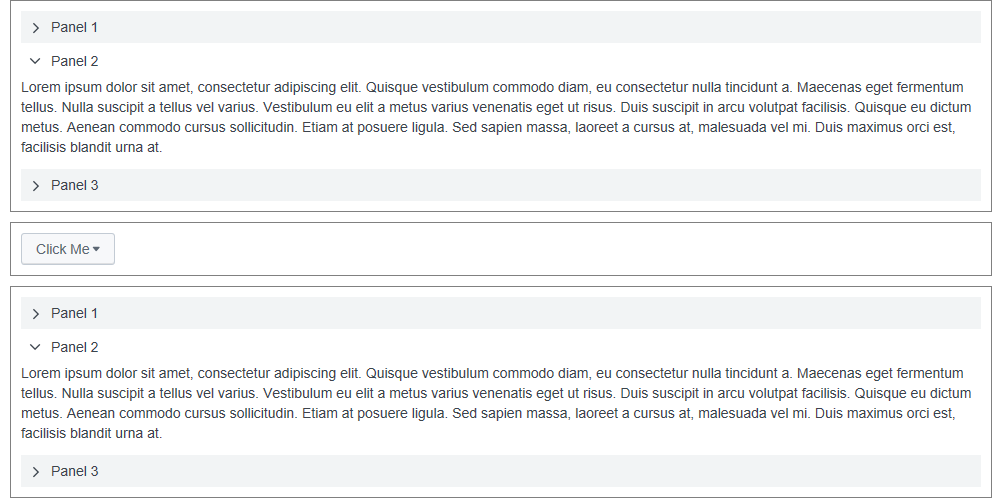 Panel 1
Panel 2
Lorem ipsum dolor sit amet, consectetur adipiscing elit. Quisque vestibulum commodo diam, eu consectetur nulla tincidunt a. Maecenas eget fermentum
tellus. Nulla suscipit a tellus vel varius. Vestibulum eu elit a metus varius venenatis eget ut risus. Duis suscipit in arcu volutpat facilisis. Quisque eu dictum
metus. Aenean commodo cursus sollicitudin. Etiam at posuere ligula. Sed sapien massa, laoreet a cursus at, malesuada vel mi. Duis maximus orci est,
facilisis blandit urna at.
Panel 3
Click Me
Panel 1
Panel 2
Lorem ipsum dolor sit amet, consectetur adipiscing elit. Quisque vestibulum commodo diam, eu consectetur nulla tincidunt a. Maecenas eget fermentum
tellus. Nulla suscipit a tellus vel varius. Vestibulum eu elit a metus varius venenatis eget ut risus. Duis suscipit in arcu volutpat facilisis. Quisque eu dictum
metus. Aenean commodo cursus sollicitudin. Etiam at posuere ligula. Sed sapien massa, laoreet a cursus at, malesuada vel mi. Duis maximus orci est,
facilisis blandit urna at.
Panel 3